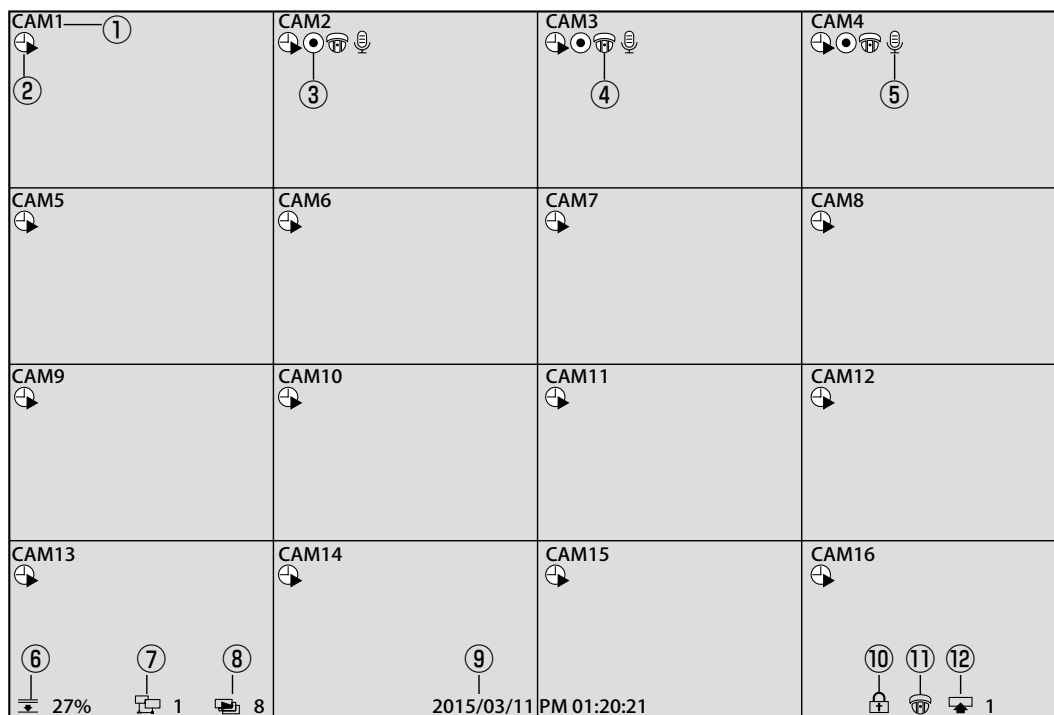 CAM1 ①
CAM2
CAM3
CAM4
②
③
④
⑤
CAM5
CAM6
CAM7
CAM8
CAM9
CAM10
CAM11
CAM12
CAM13
CAM14
CAM15
CAM16
⑥
⑦
⑧
⑨
⑩
⑪
⑫
27%
1
8
2015/03/11 PM 01:20:21
1